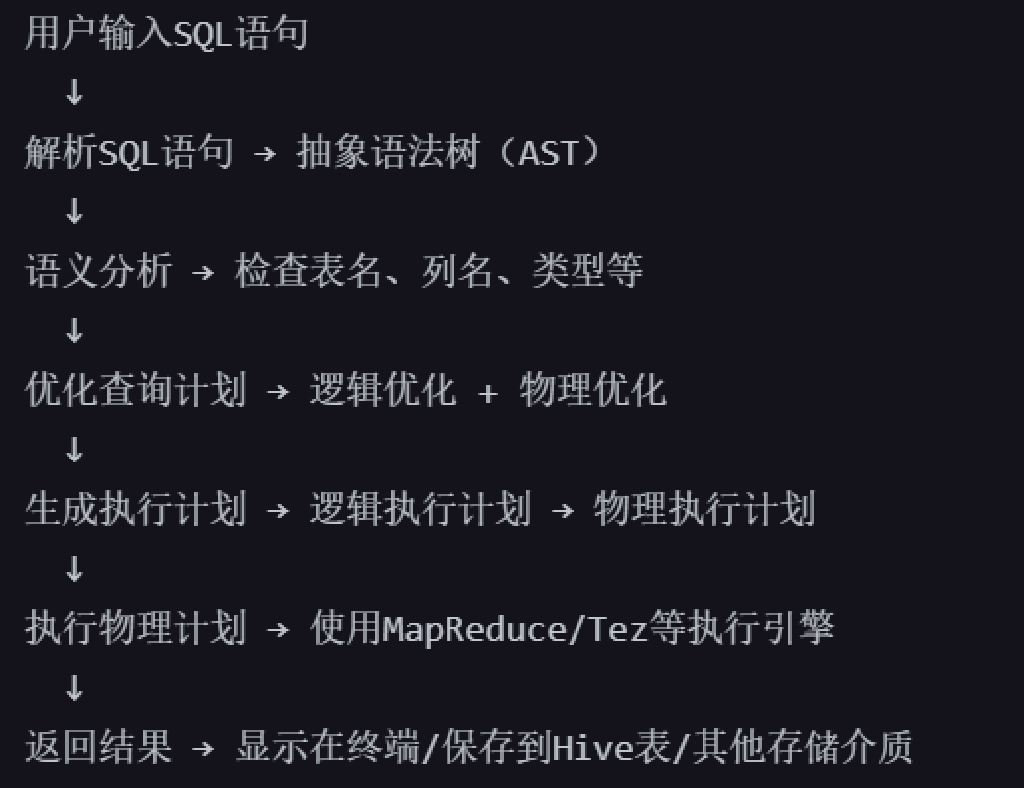 用户输入SQL语句
↓
解析SQL语句 → 抽象语法树（AST）
↓
语义分析 → 检查表名、列名、类型等
↓
优化查询计划 → 逻辑优化 + 物理优化
↓
生成执行计划 → 逻辑执行计划 → 物理执行计划
↓
执行物理计划 → 使用MapReduce/Tez等执行引擎
↓
返回结果 → 显示在终端/保存到Hive表/其他存储介质